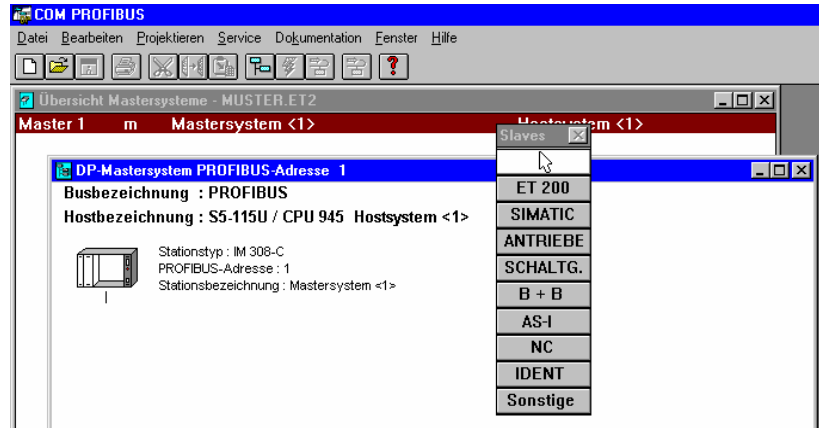 COM PROFIBUS
Datei Bearbeiten Projektieren Service Dokumentation Fenster Hilfe
Übersicht Mastersysteme - MUSTER.ET2
Master 1 m Mastersystem <1>
Slaves
DP-Mastersystem PROFIBUS-Adresse 1
Busbezeichnung : PROFIBUS
Hostbezeichnung : S5-115U / CPU 945 Hostsystem <1>
Stationstyp : IM 308-C
PROFIBUS-Adresse : 1
Stationsbezeichnung : Mastersystem <1>
ET 200
SIMATIC
ANTRIEBE
SCHALTG.
B + B
AS-I
NC
IDENT
Sonstige